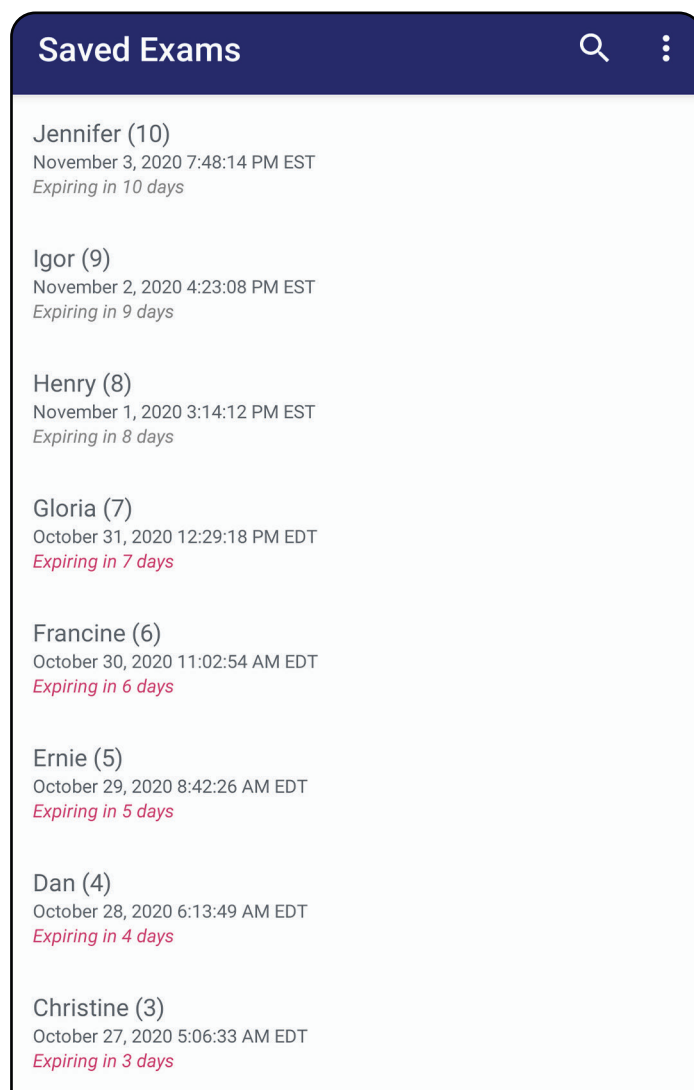 Saved Exams
Jennifer (10)
November 3, 2020 7:48:14 PM EST
Expiring in 10 days
Igor (9)
November 2, 2020 4:23:08 PM EST
Expiring in 9 days
Henry (8)
November 1, 2020 3:14:12 PM EST
Expiring in 8 days
Gloria (7)
October 31, 2020 12:29:18 PM EDT
Expiring in 7 days
Francine (6)
October 30, 2020 11:02:54 AM EDT
Expiring in 6 days
Ernie (5)
October 29, 2020 8:42:26 AM EDT
Expiring in 5 days
Dan (4)
October 28, 2020 6:13:49 AM EDT
Expiring in 4 days
Christine (3)
October 27, 2020 5:06:33 AM EDT
Expiring in 3 days